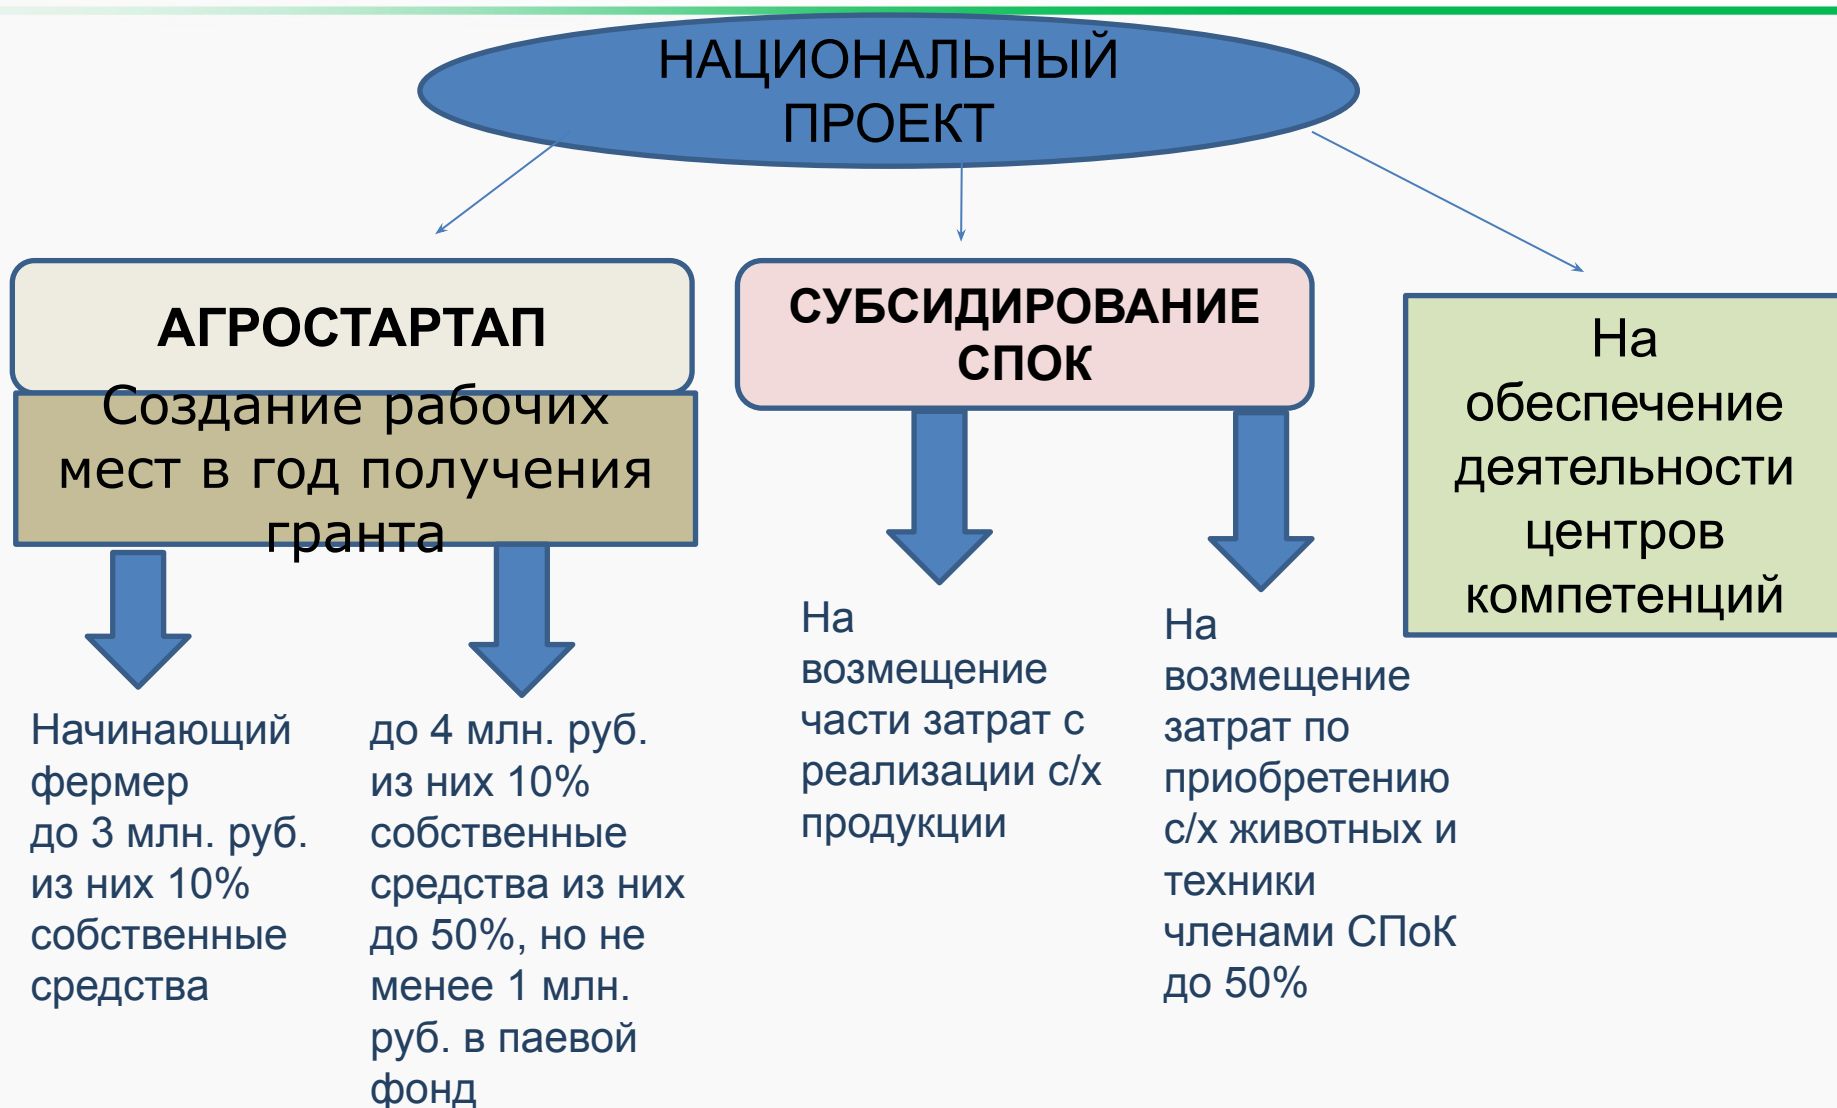 НАЦИОНАЛЬНЫЙ
ПРОЕКТ
АГРОСТАРТАП
Создание рабочих
мест в год получения
гранта
Начинающий
фермер
до 3 млн. руб.
из них 10%
собственные
средства
до 4 млн. руб.
из них 10%
собственные
средства из них
до 50%, но не
менее 1 млн.
руб. в паевой
фонд
СУБСИДИРОВАНИЕ
СПОК
На
возмещение
части затрат с
реализации с/х
продукции
На
возмещение
затрат по
приобретению
с/х животных и
техники
членами СПоК
до 50%
На
обеспечение
деятельности
центров
компетенций